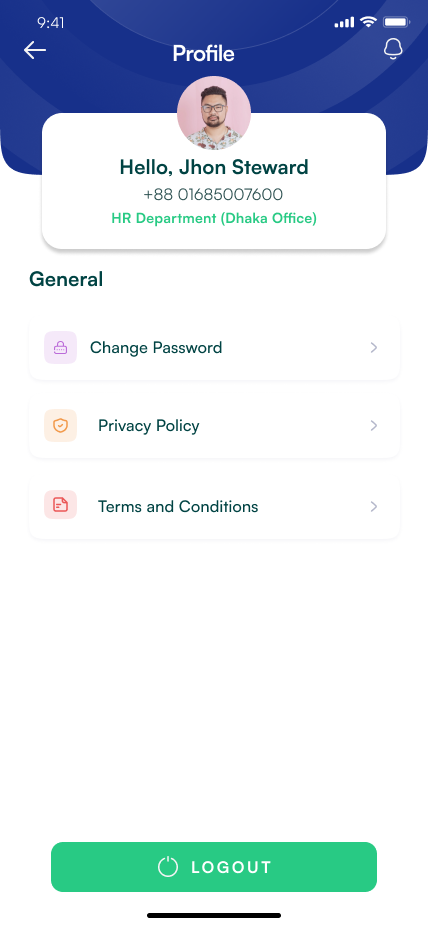 9:41
Profile
Hello, Jhon Steward
+88 01685007600
HR Department (Dhaka Office)
General
Change Password
Privacy Policy
Terms and Conditions
LOGOUT